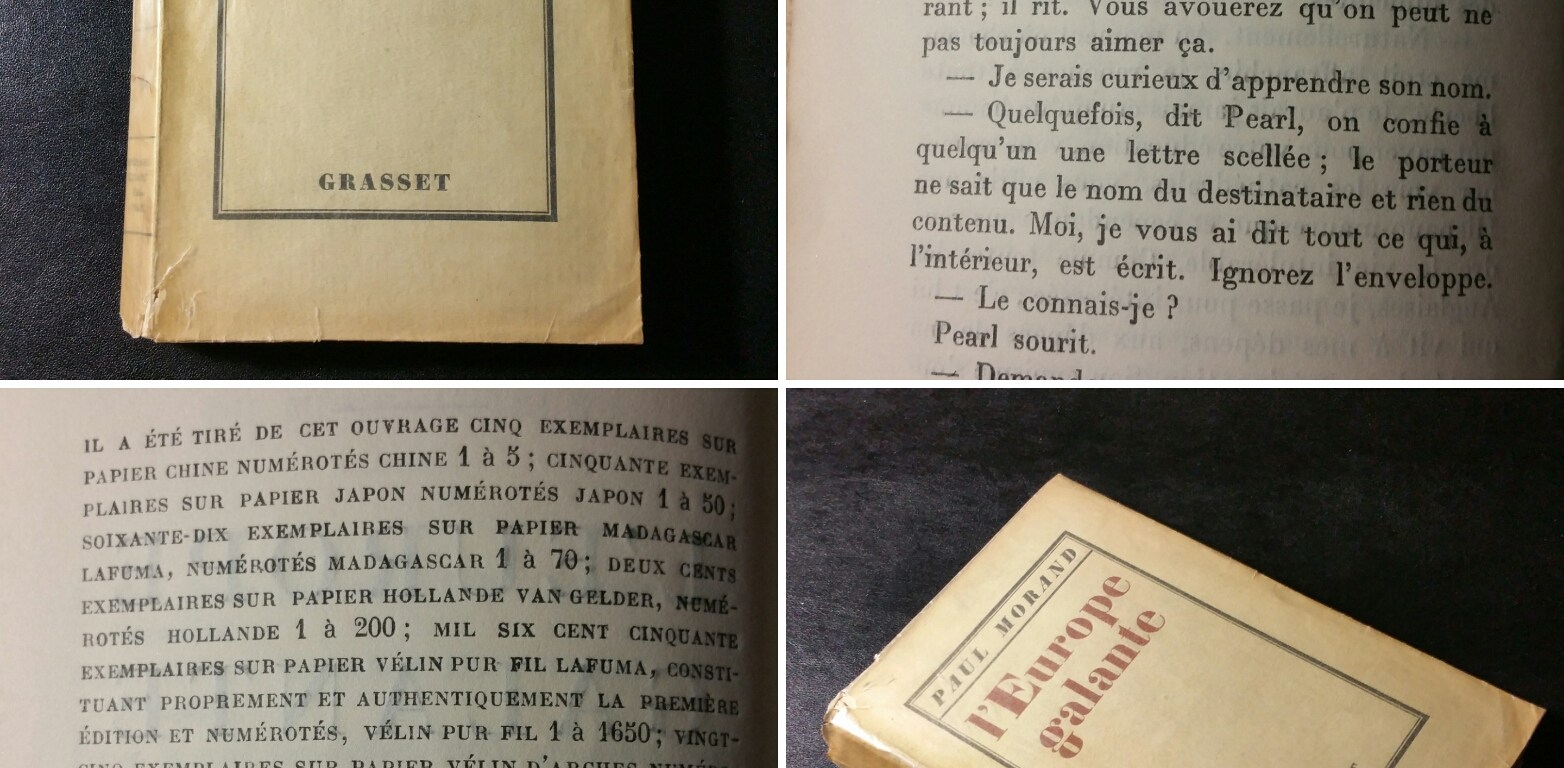 GRASSET
rant ; il rit. Vous avouerez qu'on peut ne
pas toujours aimer ça.
— Je serais curieux d'apprendre son nom.
— Quelquefois, dit Pearl, on confie à
quelqu'un une lettre scellée ; le porteur
ne sait que le nom du destinataire et rien du
contenu. Moi, je vous ai dit tout ce qui, à
l'intérieur, est écrit. Ignorez l'enveloppe.
— Le connais-je ?
Pearl sourit.
IL A ÉTÉ TIRÉ DE CET OUVRAGE CINQ EXEMPLAIRES SUR
PAPIER CHINE NUMÉROTÉS CHINE 1 à 5 ; CINQUANTE EXEM-
PLAIRES SUR PAPIER JAPON NUMÉROTÉS JAPON 1 à 50 ;
SOIXANTE-DIX EXEMPLAIRES SUR PAPIER MADAGASCAR
LAFUMA, NUMÉROTÉS MADAGASCAR 1 à 70 ; DEUX CENTS
EXEMPLAIRES SUR PAPIER HOLLANDE VAN GELDER, NUMÉ-
ROTÉS HOLLANDE 1 à 200 ; MIL SIX CENT CINQUANTE
EXEMPLAIRES SUR PAPIER VÉLIN PUR FIL LAFUMA, CONSTI-
TUANT PROPREMENT ET AUTHENTIQUEMENT LA PREMIÈRE
ÉDITION ET NUMÉROTÉS, VÉLIN PUR FIL 1 à 1650 ; VINGT-
CINQ EXEMPLAIRES SUR PAPIER VÉLIN D'ARCHES
PAUL MORAND
l'Europe
galante